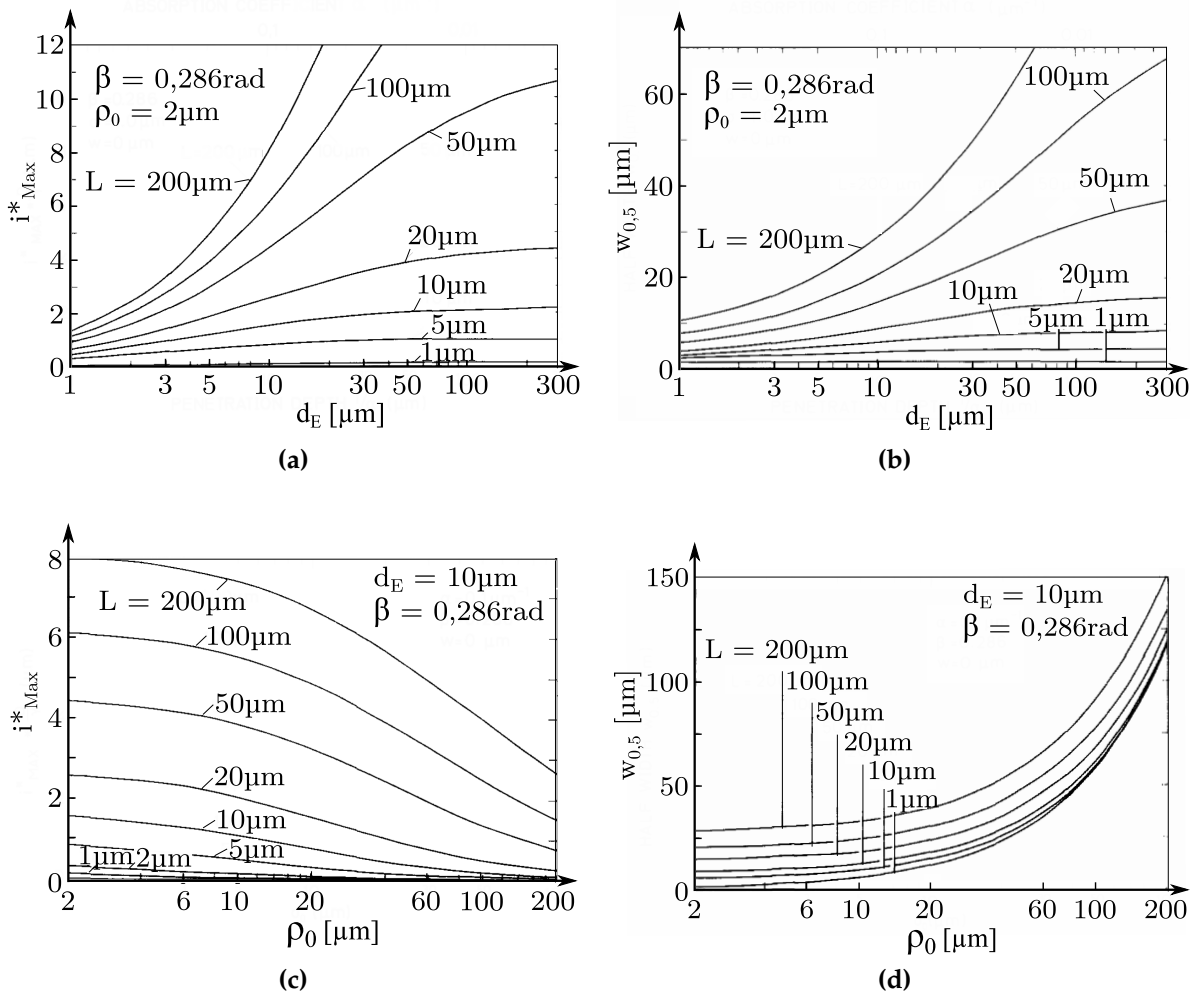 12
10
8
6
4
2
0
i*Max
β = 0,286rad
ρ0 = 2µm
L = 200µm
100µm
50µm
20µm
10µm
5µm
1µm
1 3 5 10 30 50 100 300
dE [µm]
(a)
60
40
20
0
w0,5 [µm]
β = 0,286rad
ρ0 = 2µm
100µm
50µm
L = 200µm
20µm
10µm
5µm 1µm
1 3 5 10 30 50 100 300
dE [µm]
(b)
8
6
4
2
0
i*Max
dE = 10µm
β = 0,286rad
L = 200µm
100µm
50µm
20µm
10µm
5µm
1µm 2µm
2 6 10 20 60 100 200
ρ0 [µm]
(c)
150
100
50
0
w0,5 [µm]
dE = 10µm
β = 0,286rad
L = 200µm
100µm
50µm
20µm
10µm
1µm
2 6 10 20 60 100 200
ρ0 [µm]
(d)